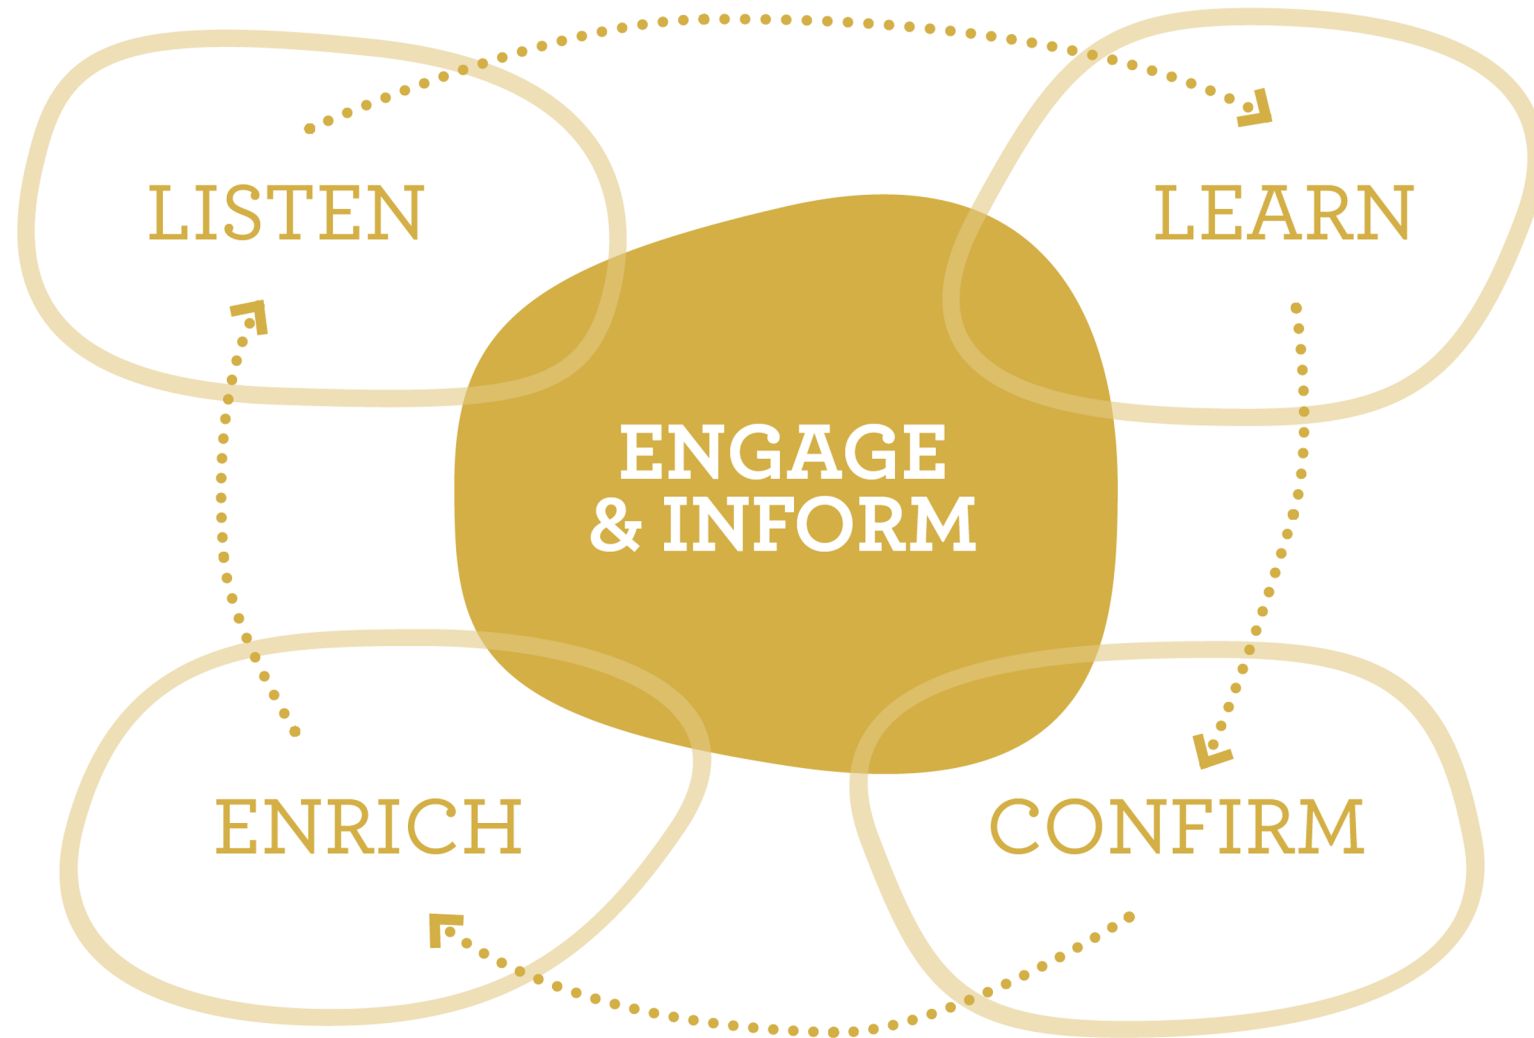 LISTEN
LEARN
ENGAGE
& INFORM
ENRICH
CONFIRM